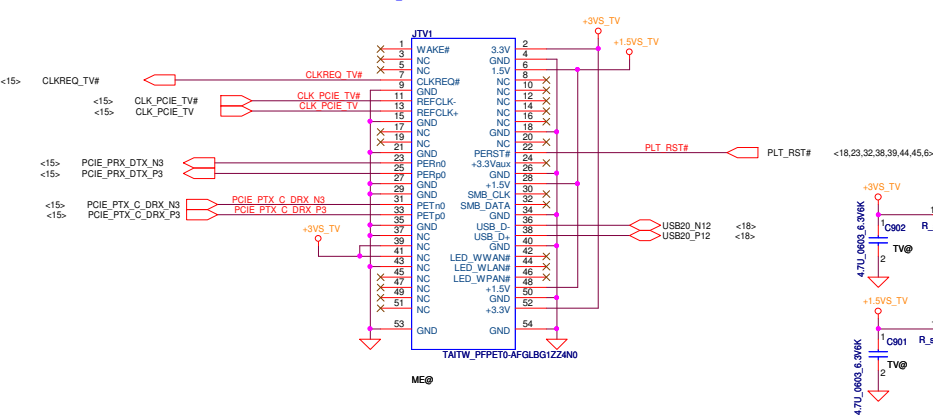 +3VS_TV
JTV1
+1.5VS_TV
1 WAKE# 3.3V 2
3 NC GND 4
5 NC 1.5V 6
<15> CLKREQ_TV# CLKREQ_TV# 7 CLKREQ# NC 8
9 GND NC 10
<15> CLK_PCIE_TV# CLK_PCIE_TV# 11 REFCLK- NC 12
<15> CLK_PCIE_TV CLK_PCIE_TV 13 REFCLK+ NC 14
15 GND NC 16
17 NC GND 18
19 NC NC 20
21 GND PERST# 22 PLT_RST# PLT_RST# <18,23,32,38,39,44,45,6>
<15> PCIE_PRX_DTX_N3 23 PERn0 +3.3Vaux 24
<15> PCIE_PRX_DTX_P3 25 PERp0 GND 26
27 GND +1.5V 28
29 GND SMB_CLK 30
<15> PCIE_PTX_C_DRX_N3 PCIE_PTX_C_DRX_N3 31 PETn0 SMB_DATA 32
<15> PCIE_PTX_C_DRX_P3 PCIE_PTX_C_DRX_P3 33 PETp0 GND 34
35 GND USB_D- 36 USB20_N12 <18>
37 NC USB_D+ 38 USB20_P12 <18>
+3VS_TV
39 NC GND 40
41 NC LED_WWAN# 42
43 NC LED_WLAN# 44
45 NC LED_WPAN# 46
47 NC +1.5V 48
49 NC GND 50
51 NC +3.3V 52
53 GND GND 54
TAITW_PFPET0-AFGLBG1ZZ4N0
ME@
+3VS_TV
4.7U_0603_6.3V6K
1 C902 R_
TV@
2
+1.5VS_TV
4.7U_0603_6.3V6K
1 C901
TV@
2